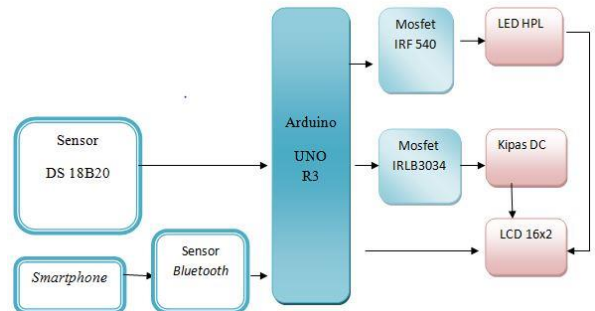 Sensor
DS 18B20
Smartphone
Sensor
Bluetooth
Arduino
UNO
R3
Mosfet
IRF 540
LED HPL
Mosfet
IRLB3034
Kipas DC
LCD 16x2